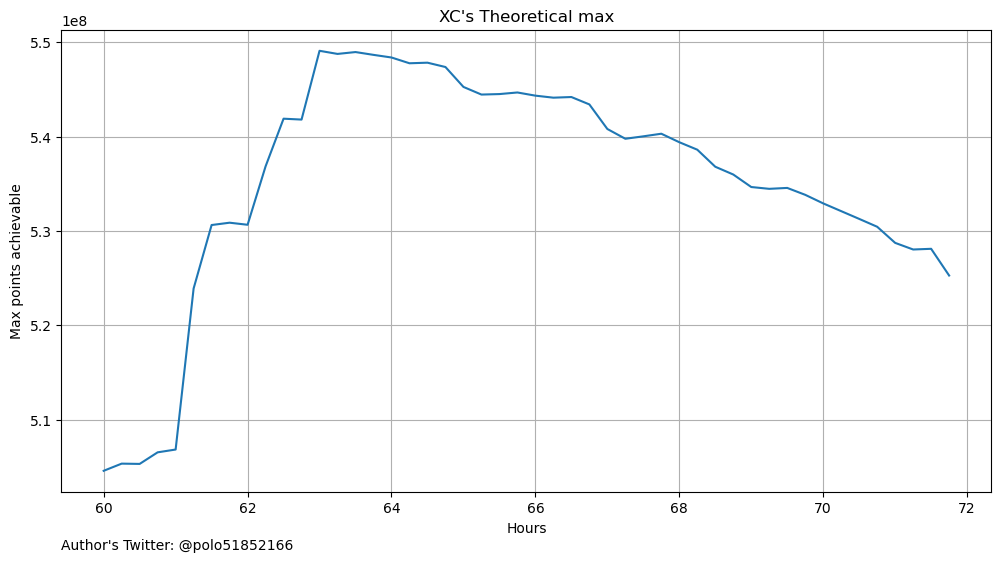 XC's Theoretical max
1e8
5.5
5.4
5.3
5.2
5.1
Max points achievable
60 62 64 66 68 70 72
Hours
Author's Twitter: @polo51852166